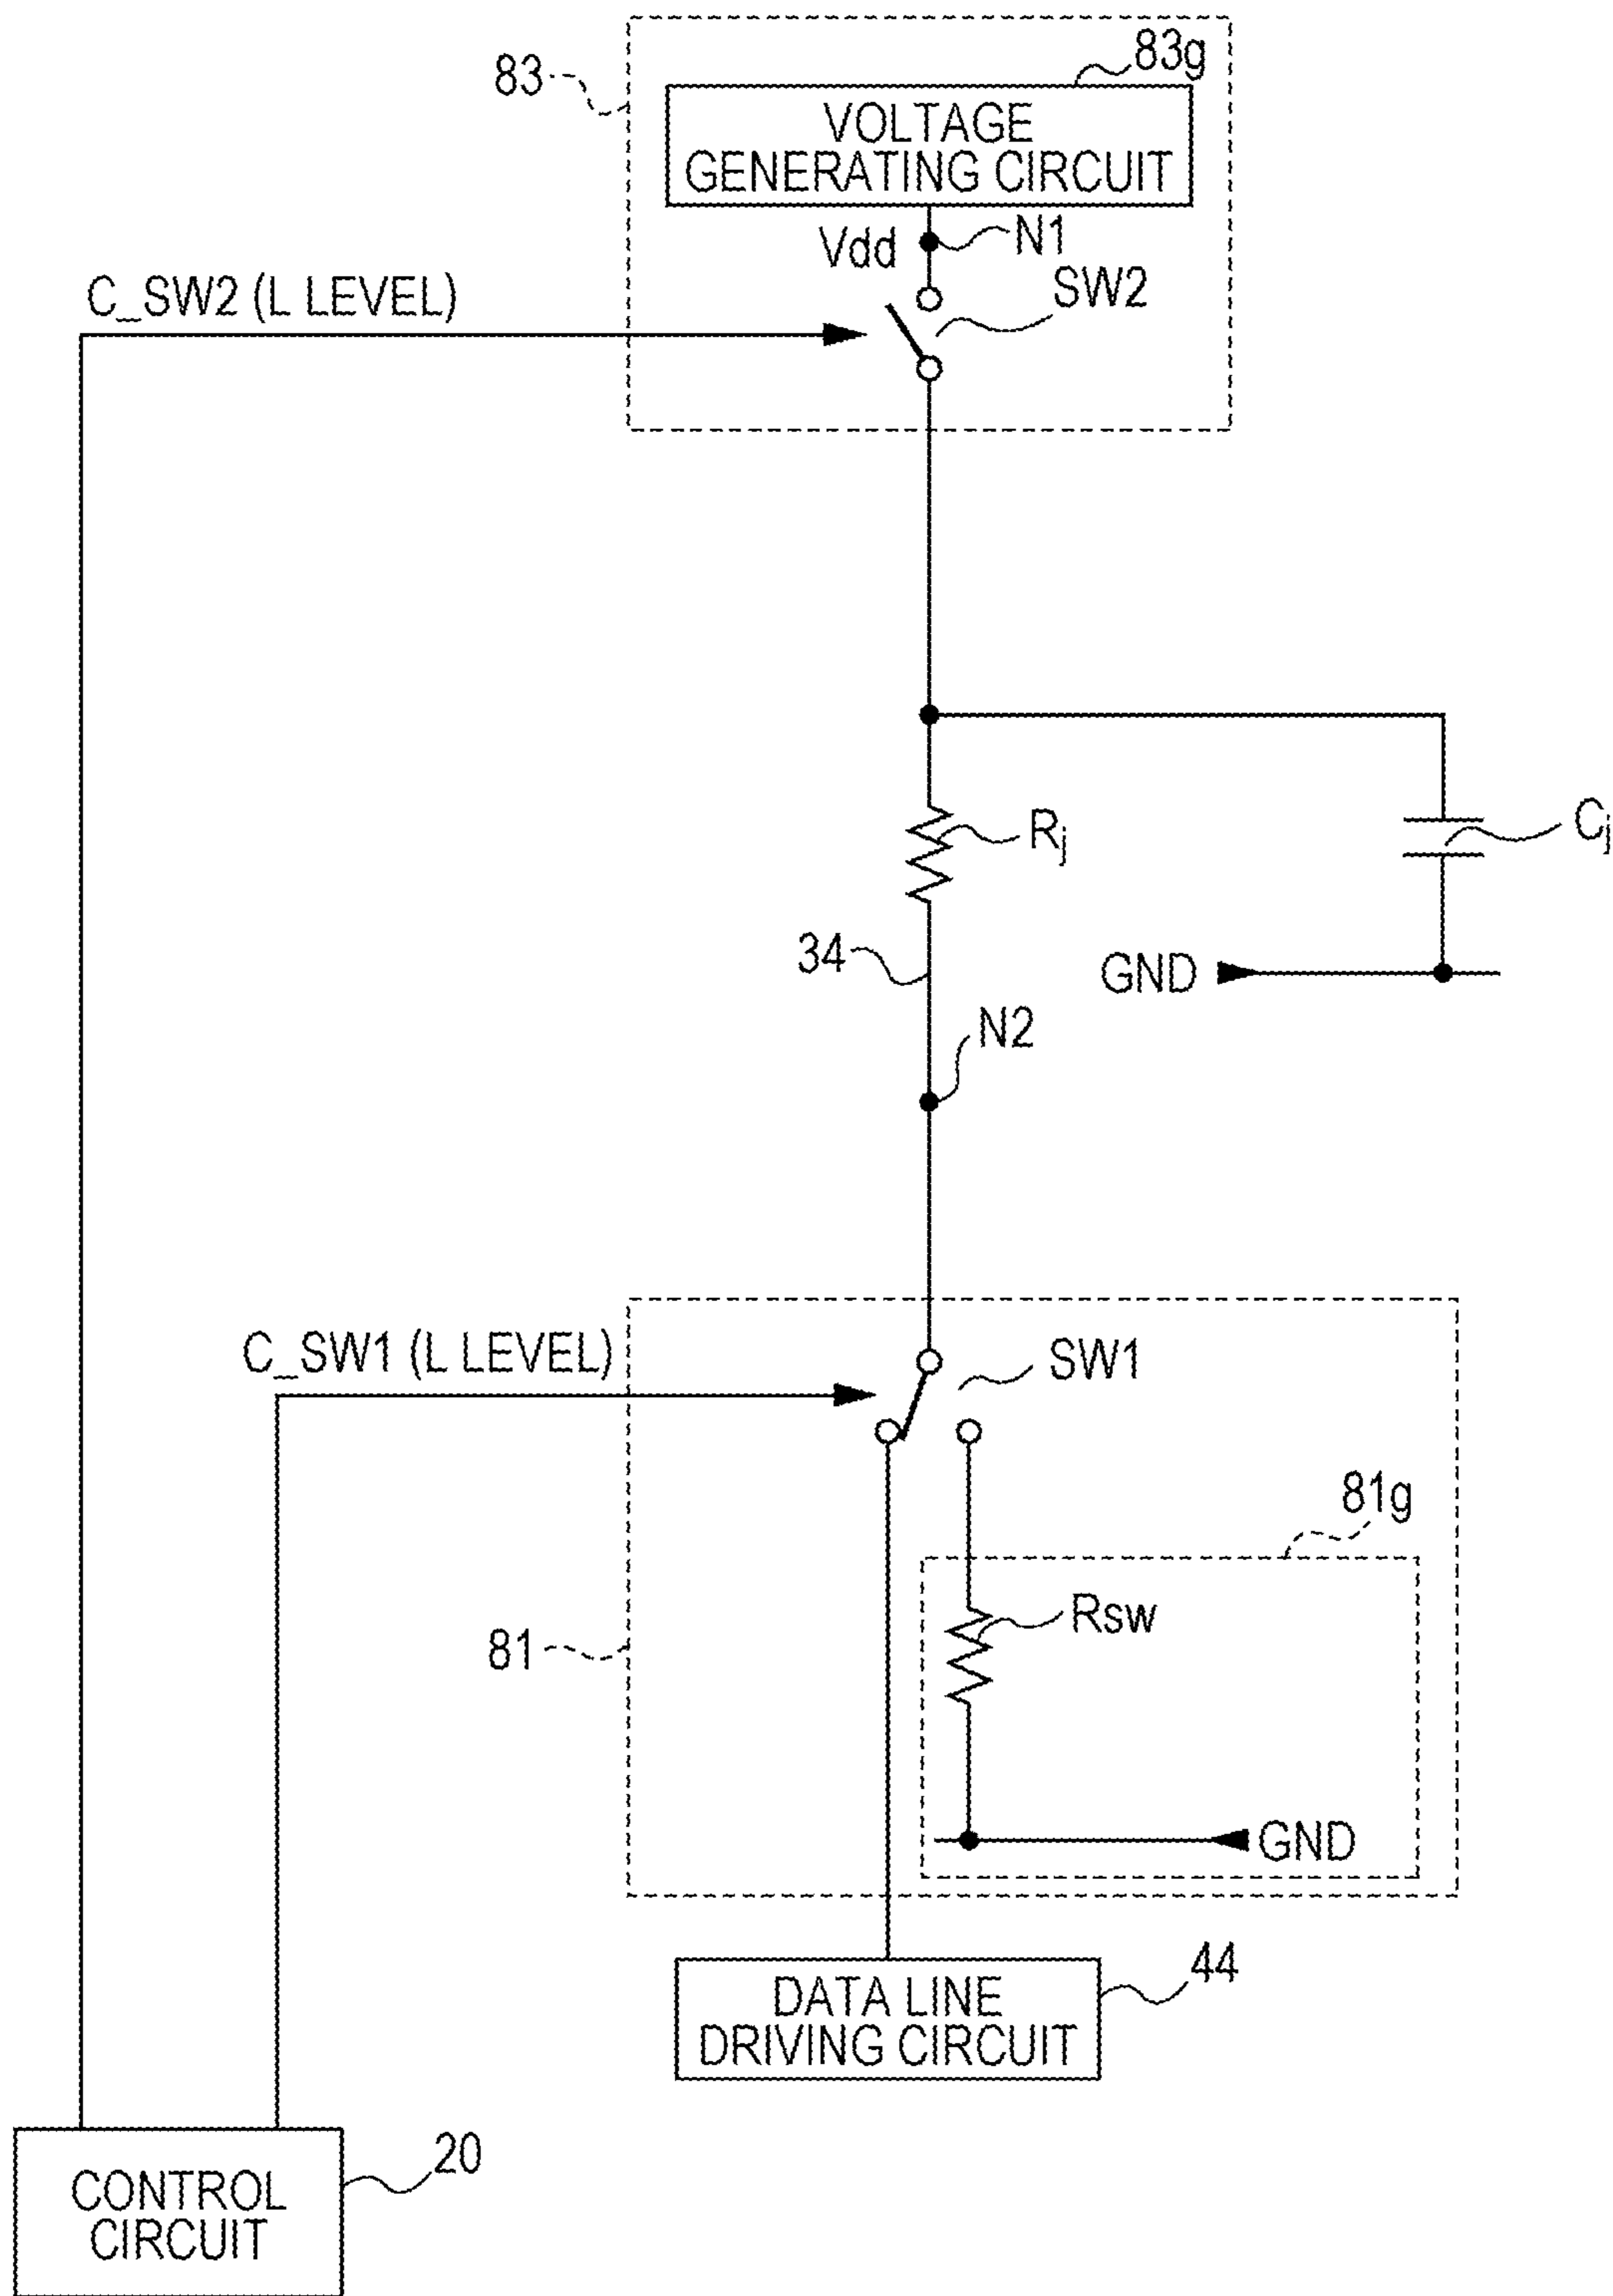 83
83g
VOLTAGE
GENERATING CIRCUIT
Vdd
N1
SW2
C_SW2 (L LEVEL)
Rj
Cj
34
GND
N2
C_SW1 (L LEVEL)
SW1
81g
Rsw
81
GND
44
DATA LINE
DRIVING CIRCUIT
20
CONTROL
CIRCUIT